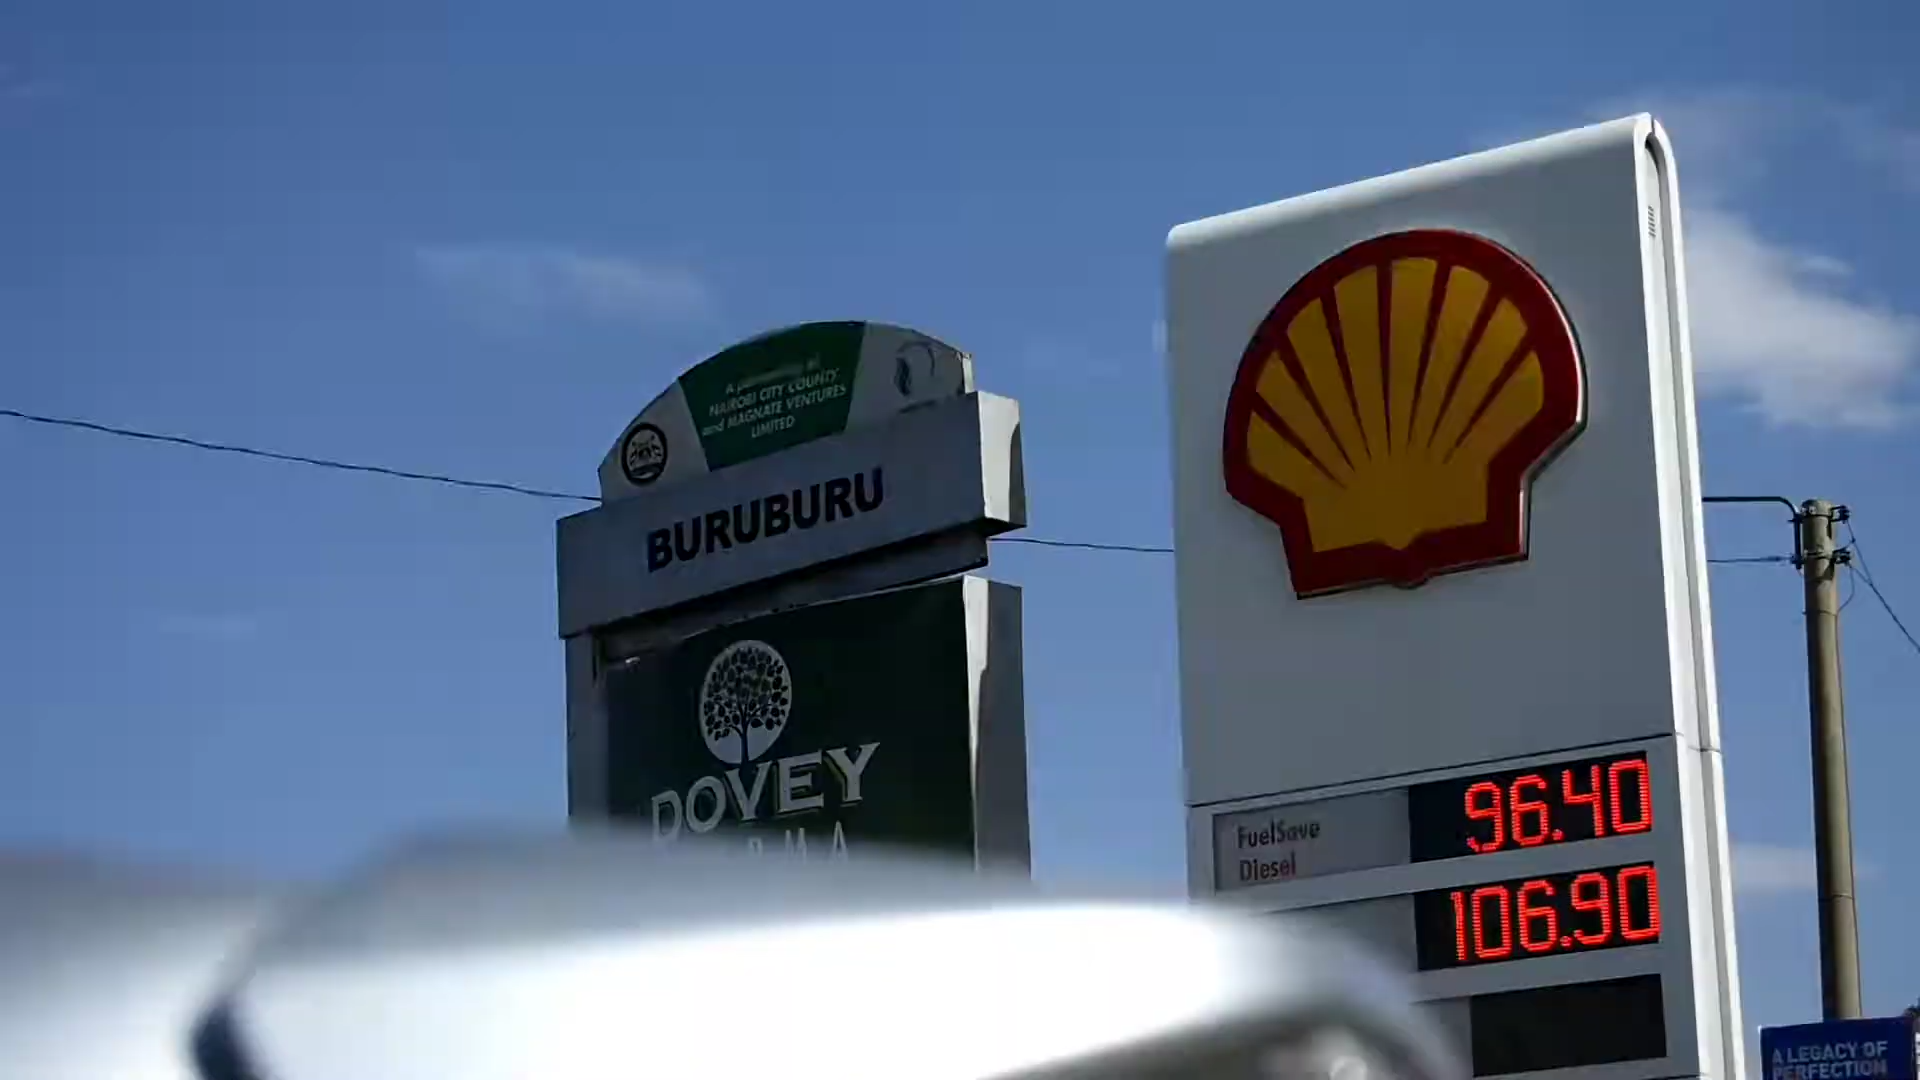 A partnership of
NAIROBI CITY COUNTY
and MAGNATE VENTURES
LIMITED
BURUBURU
DOVEY
FuelSave
Diesel
96.40
106.90
A LEGACY OF
PERFECTION